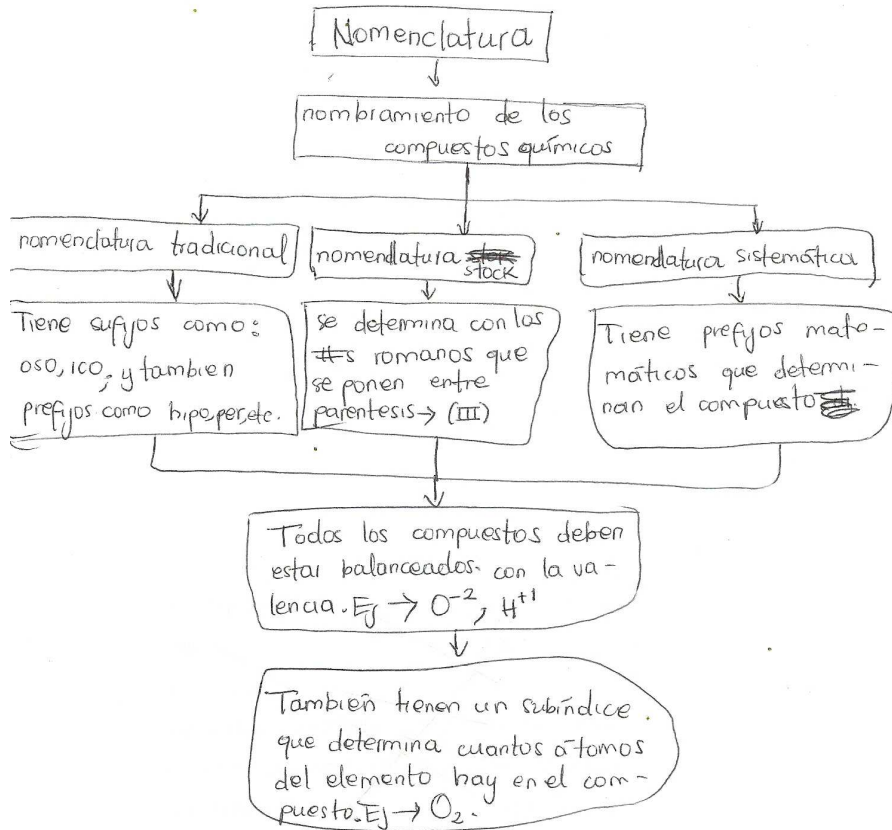 Nomenclatura
nombramiento de los
compuestos químicos
nomenclatura tradicional
Tiene sufijos como:
oso, ico, y tambien
prefijos como hipo, per, etc.
nomenclatura
stock
se determina con los
#s romanos que
se ponen entre
parentesis → (III)
nomenclatura sistemática
Tiene prefijos mate-
máticos que determi-
nan el compuesto
Todos los compuestos deben
estar balanceados. con la va-
lencia. Ej → O⁻², H⁺¹
También tienen un subíndice
que determina cuantos átomos
del elemento hay en el com-
puesto. Ej → O₂.